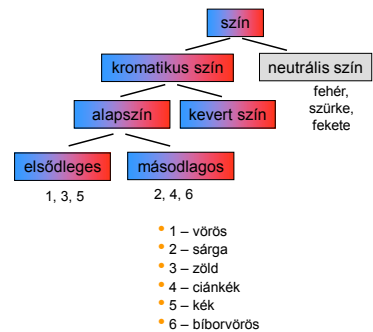 szín
kromatikus szín
neutrális szín
fehér,
szürke,
fekete
alapszín
kevert szín
elsődleges
másodlagos
1, 3, 5
2, 4, 6
• 1 – vörös
• 2 – sárga
• 3 – zöld
• 4 – ciánkék
• 5 – kék
• 6 – bíborvörös